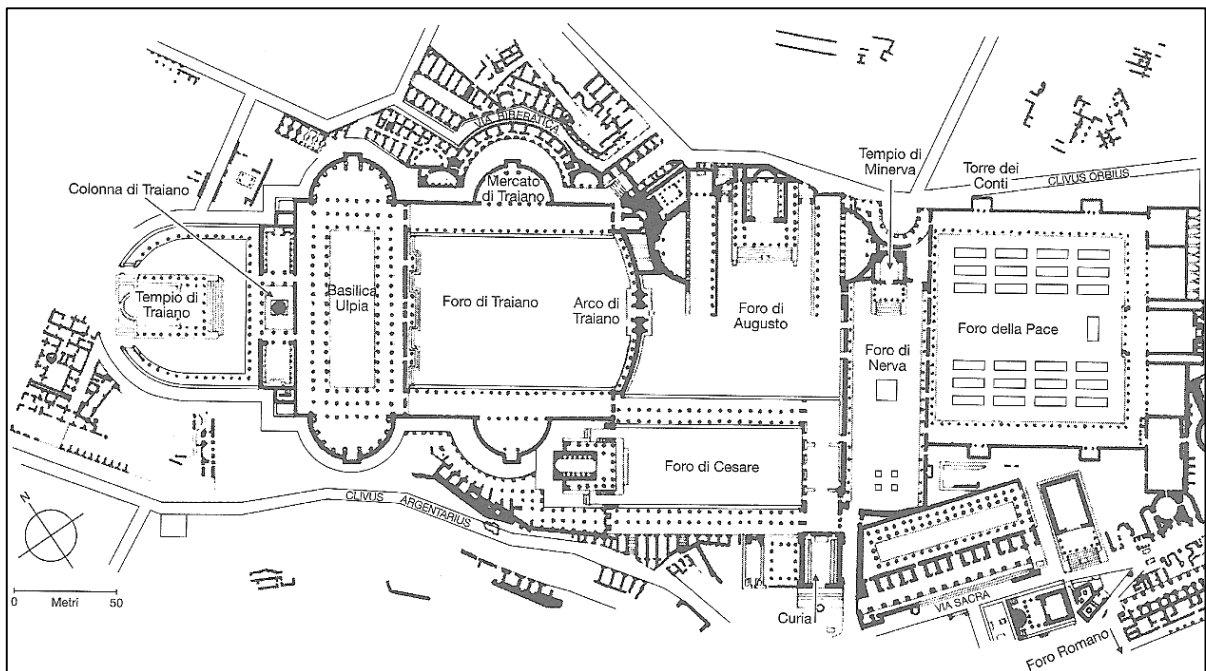 VIA BIBERATICA
Tempio di
Minerva
Torre dei
Conti
CLIVUS ORBIUS
Colonna di Traiano
Mercato
di Traiano
Tempio di
Traiano
Basilica
Ulpia
Foro di Traiano
Arco di
Traiano
Foro di
Augusto
Foro di
Nerva
Foro della Pace
Foro di Cesare
CLIVUS ARGENTARIUS
N
0 50
Metri
Curia
VIA SACRA
Foro Romano